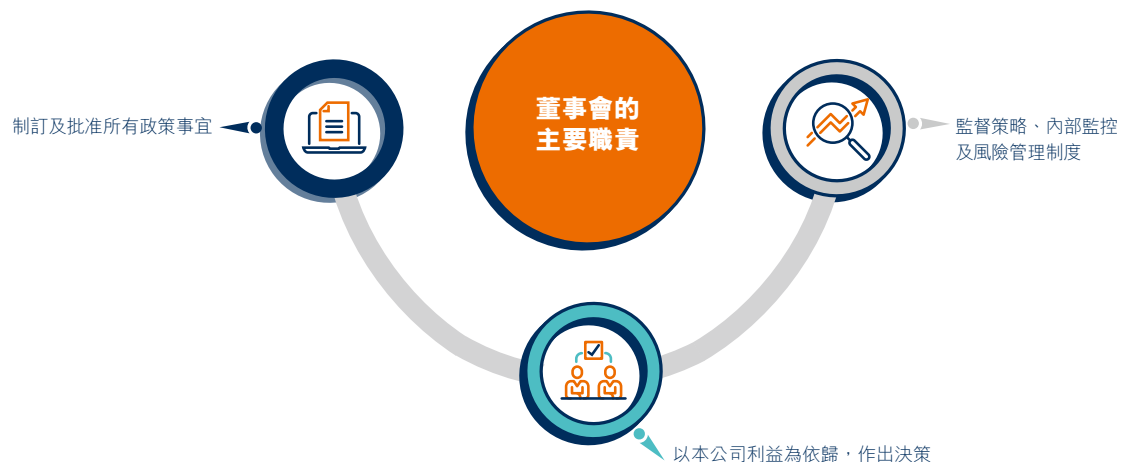 董事會的
主要職責
制訂及批准所有政策事宜
監督策略、內部監控
及風險管理制度
以本公司利益為依歸，作出決策